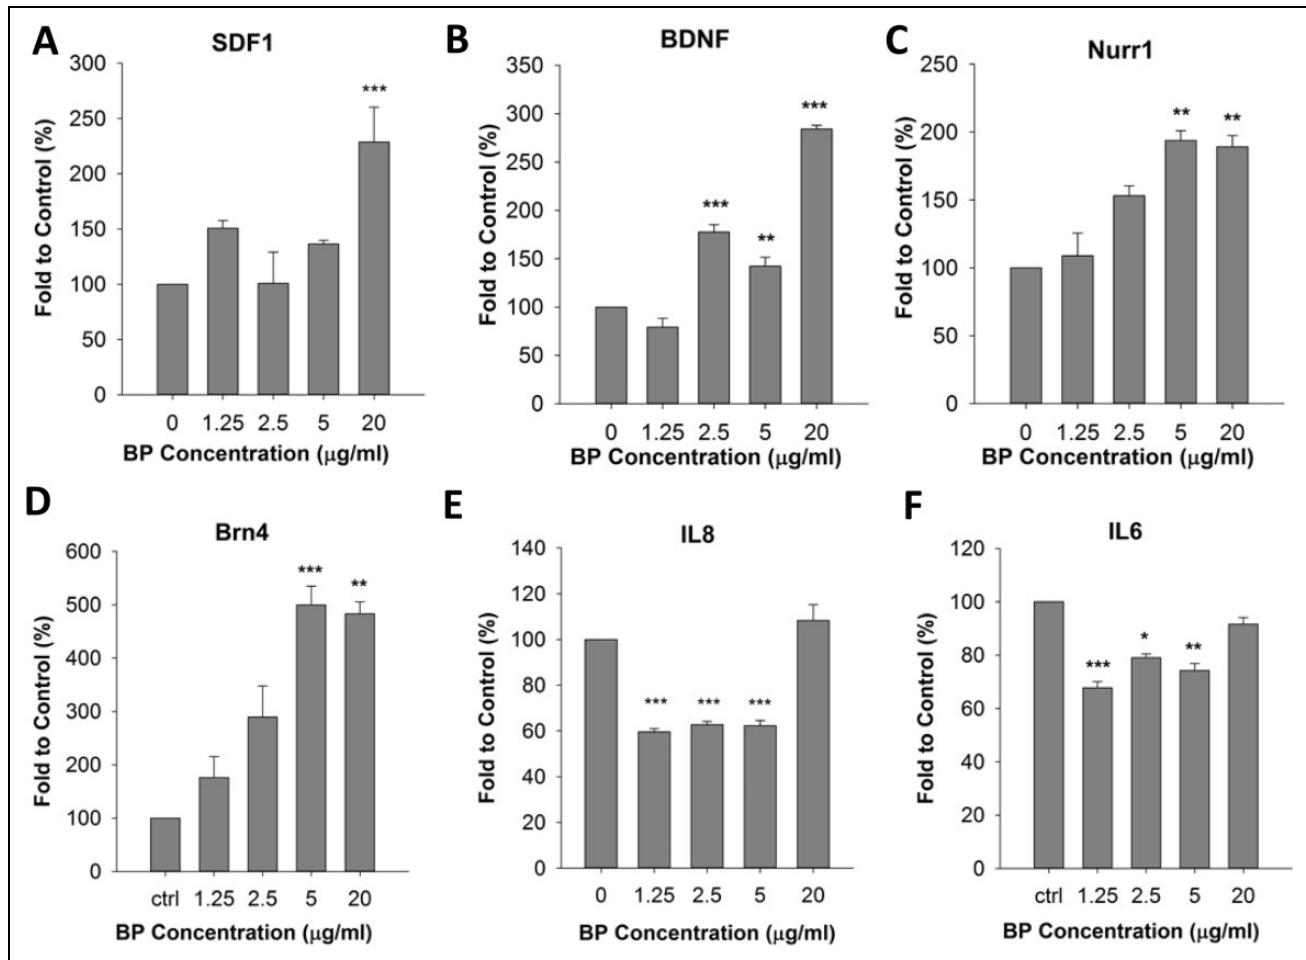 A
SDF1
Fold to Control (%)
300
250
200
150
100
50
0
***
0 1.25 2.5 5 20
BP Concentration (μg/ml)
B
BDNF
Fold to Control (%)
350
300
250
200
150
100
50
0
***
**
***
0 1.25 2.5 5 20
BP Concentration (μg/ml)
C
Nurr1
Fold to Control (%)
250
200
150
100
50
0
** **
0 1.25 2.5 5 20
BP Concentration (μg/ml)
D
Brn4
Fold to Control (%)
600
500
400
300
200
100
0
*** **
ctrl 1.25 2.5 5 20
BP Concentration (μg/ml)
E
IL8
Fold to Control (%)
140
120
100
80
60
40
20
0
*** *** ***
0 1.25 2.5 5 20
BP Concentration (μg/ml)
F
IL6
Fold to Control (%)
120
100
80
60
40
20
0
*** * **
ctrl 1.25 2.5 5 20
BP Concentration (μg/ml)